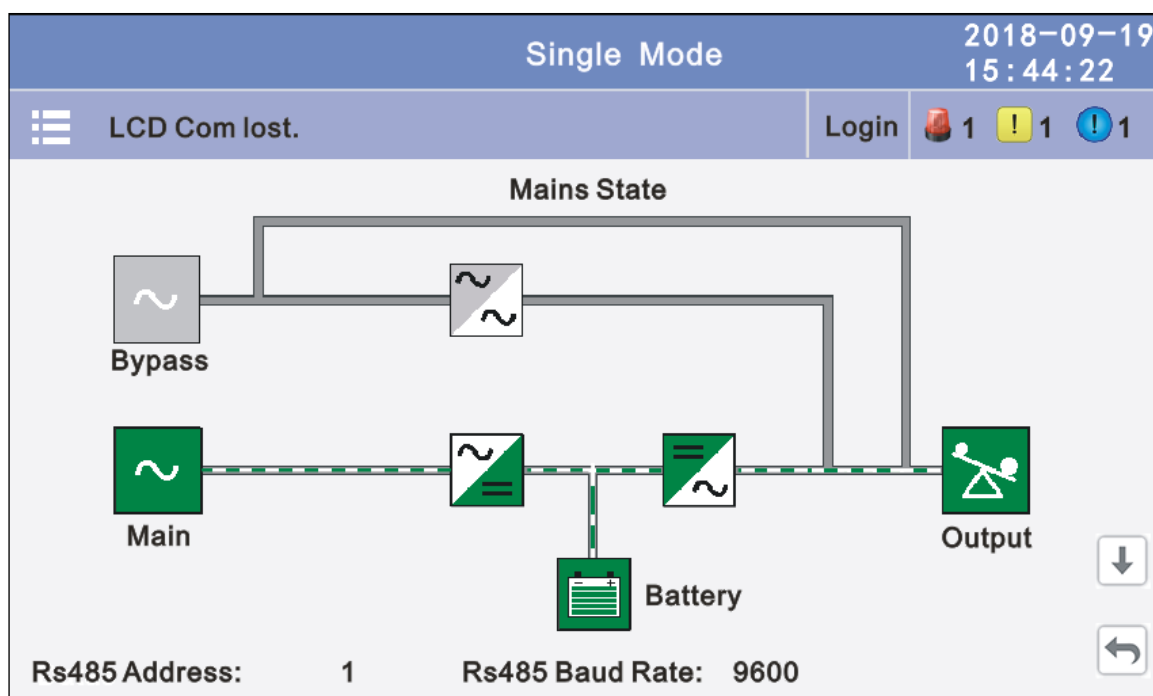 Single Mode
2018-09-19
15:44:22
LCD Com lost.
Login
1
! 1
! 1
Mains State
Bypass
Main
Output
Battery
Rs485 Address: 1
Rs485 Baud Rate: 9600